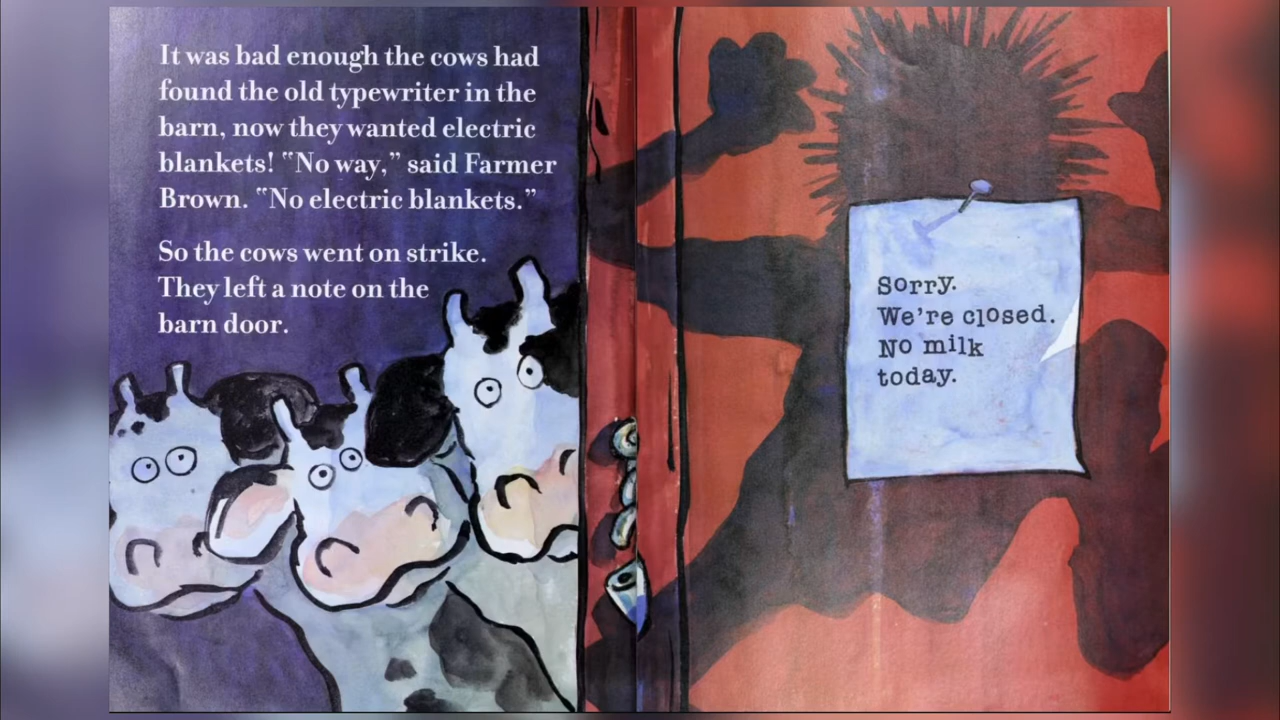 It was bad enough the cows had
found the old typewriter in the
barn, now they wanted electric
blankets! “No way,” said Farmer
Brown. “No electric blankets.”
So the cows went on strike.
They left a note on the
barn door.
Sorry.
We're closed.
No milk
today.